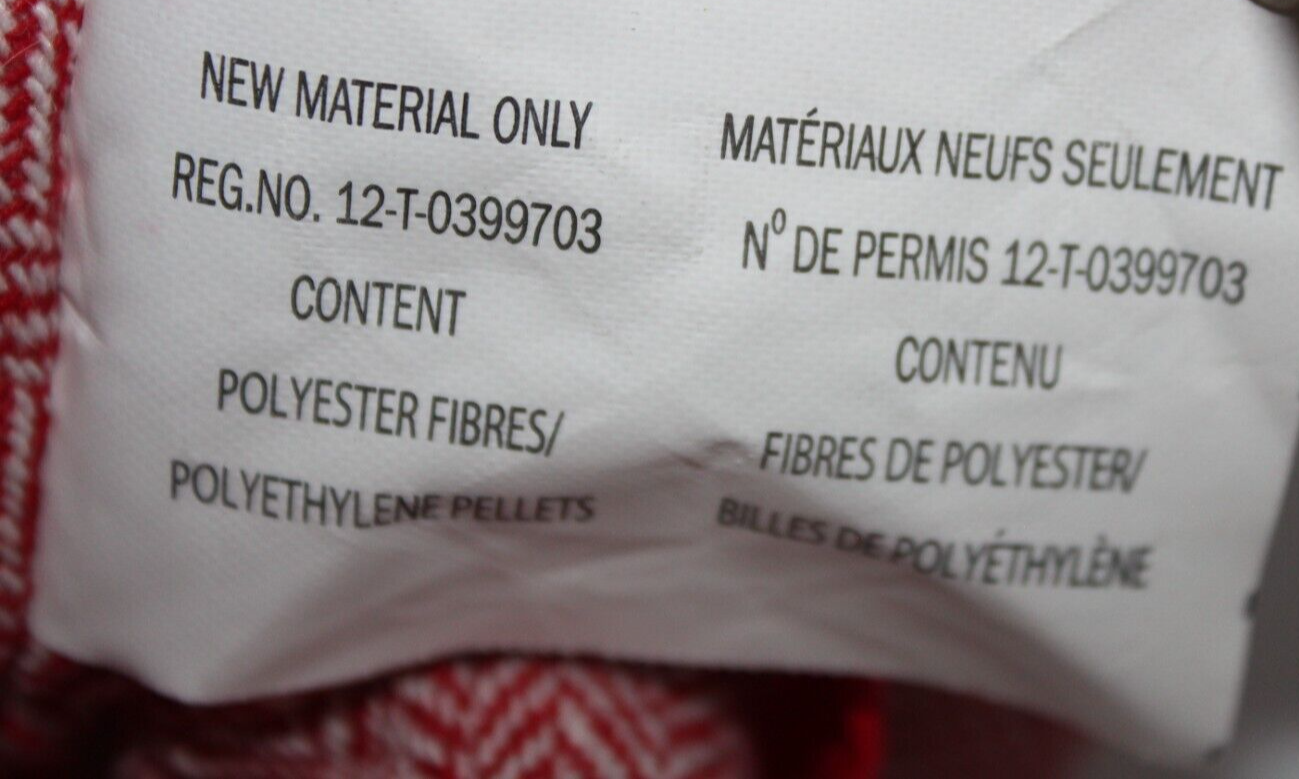 NEW MATERIAL ONLY
REG.NO. 12-T-0399703
CONTENT
POLYESTER FIBRES/
POLYETHYLENE PELLETS
MATÉRIAUX NEUFS SEULEMENT
Nº DE PERMIS 12-T-0399703
CONTENU
FIBRES DE POLYESTER/
BILLES DE POLYÉTHYLÈNE